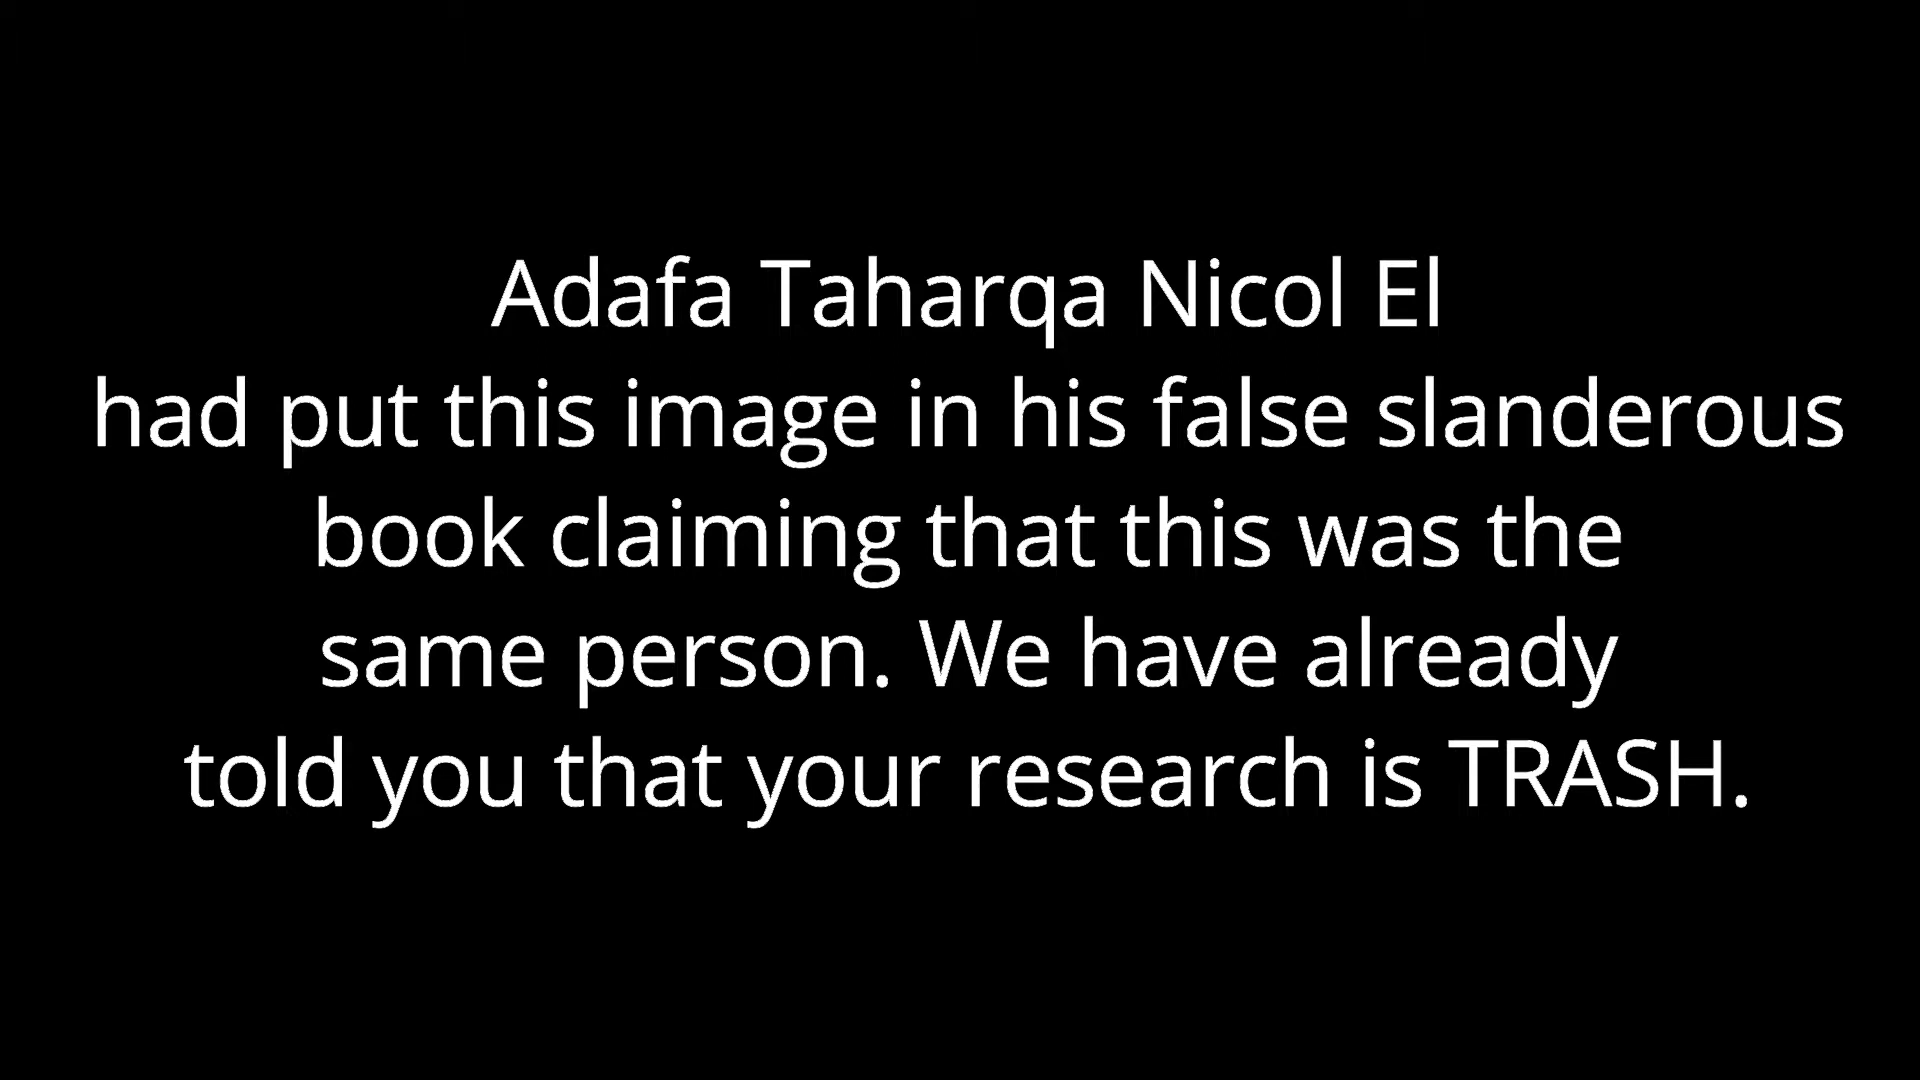 Adafa Taharqa Nicol El
had put this image in his false slanderous
book claiming that this was the
same person. We have already
told you that your research is TRASH.